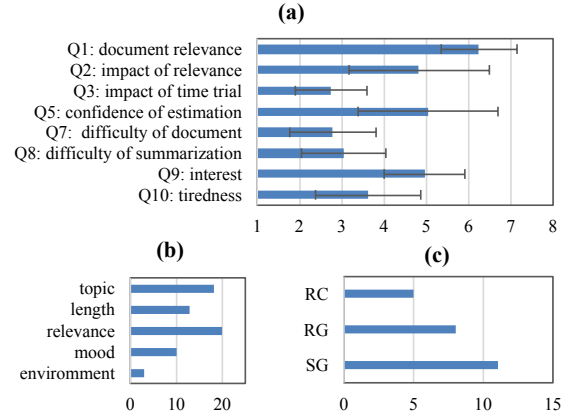 (a)
Q1: document relevance
Q2: impact of relevance
Q3: impact of time trial
Q5: confidence of estimation
Q7: difficulty of document
Q8: difficulty of summarization
Q9: interest
Q10: tiredness
1 2 3 4 5 6 7 8
(b)
topic
length
relevance
mood
environment
0 10 20
(c)
RC
RG
SG
0 5 10 15